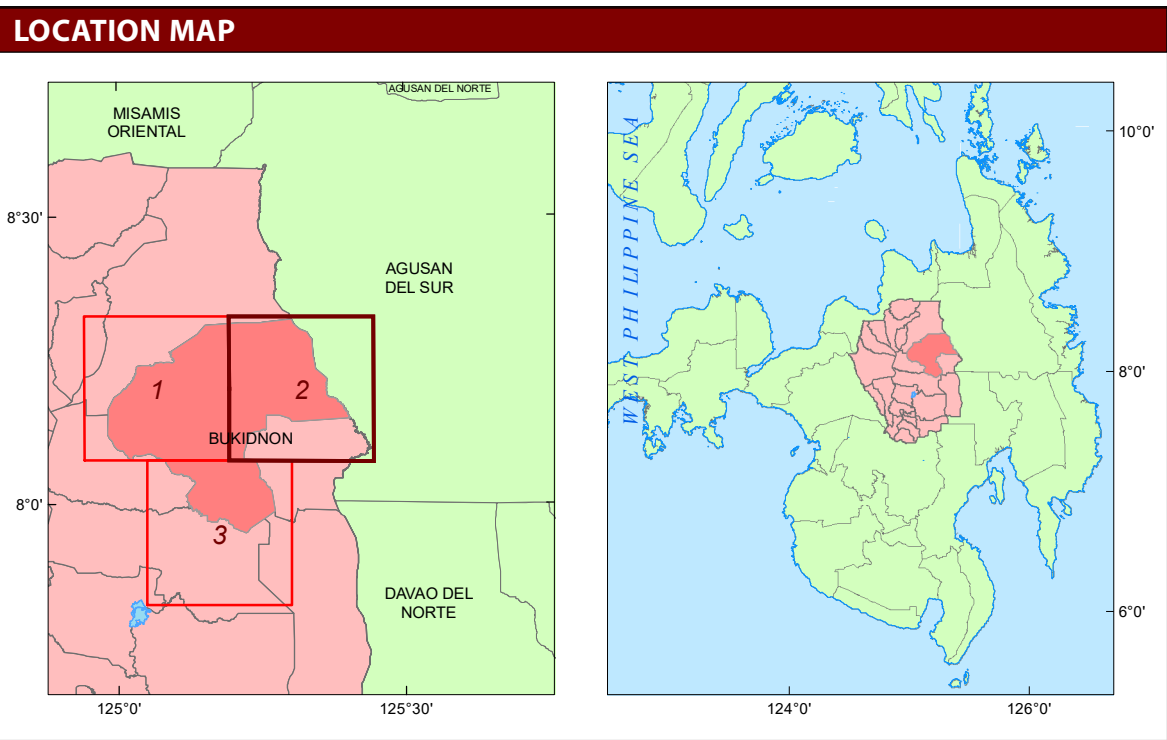 LOCATION MAP
AGUSAN DEL NORTE
MISAMIS
ORIENTAL
8°30'
AGUSAN
DEL SUR
1
2
BUKIDNON
8°0'
3
DAVAO DEL
NORTE
125°0'
125°30'
WEST PHILIPPINE SEA
10°0'
8°0'
6°0'
124°0'
126°0'